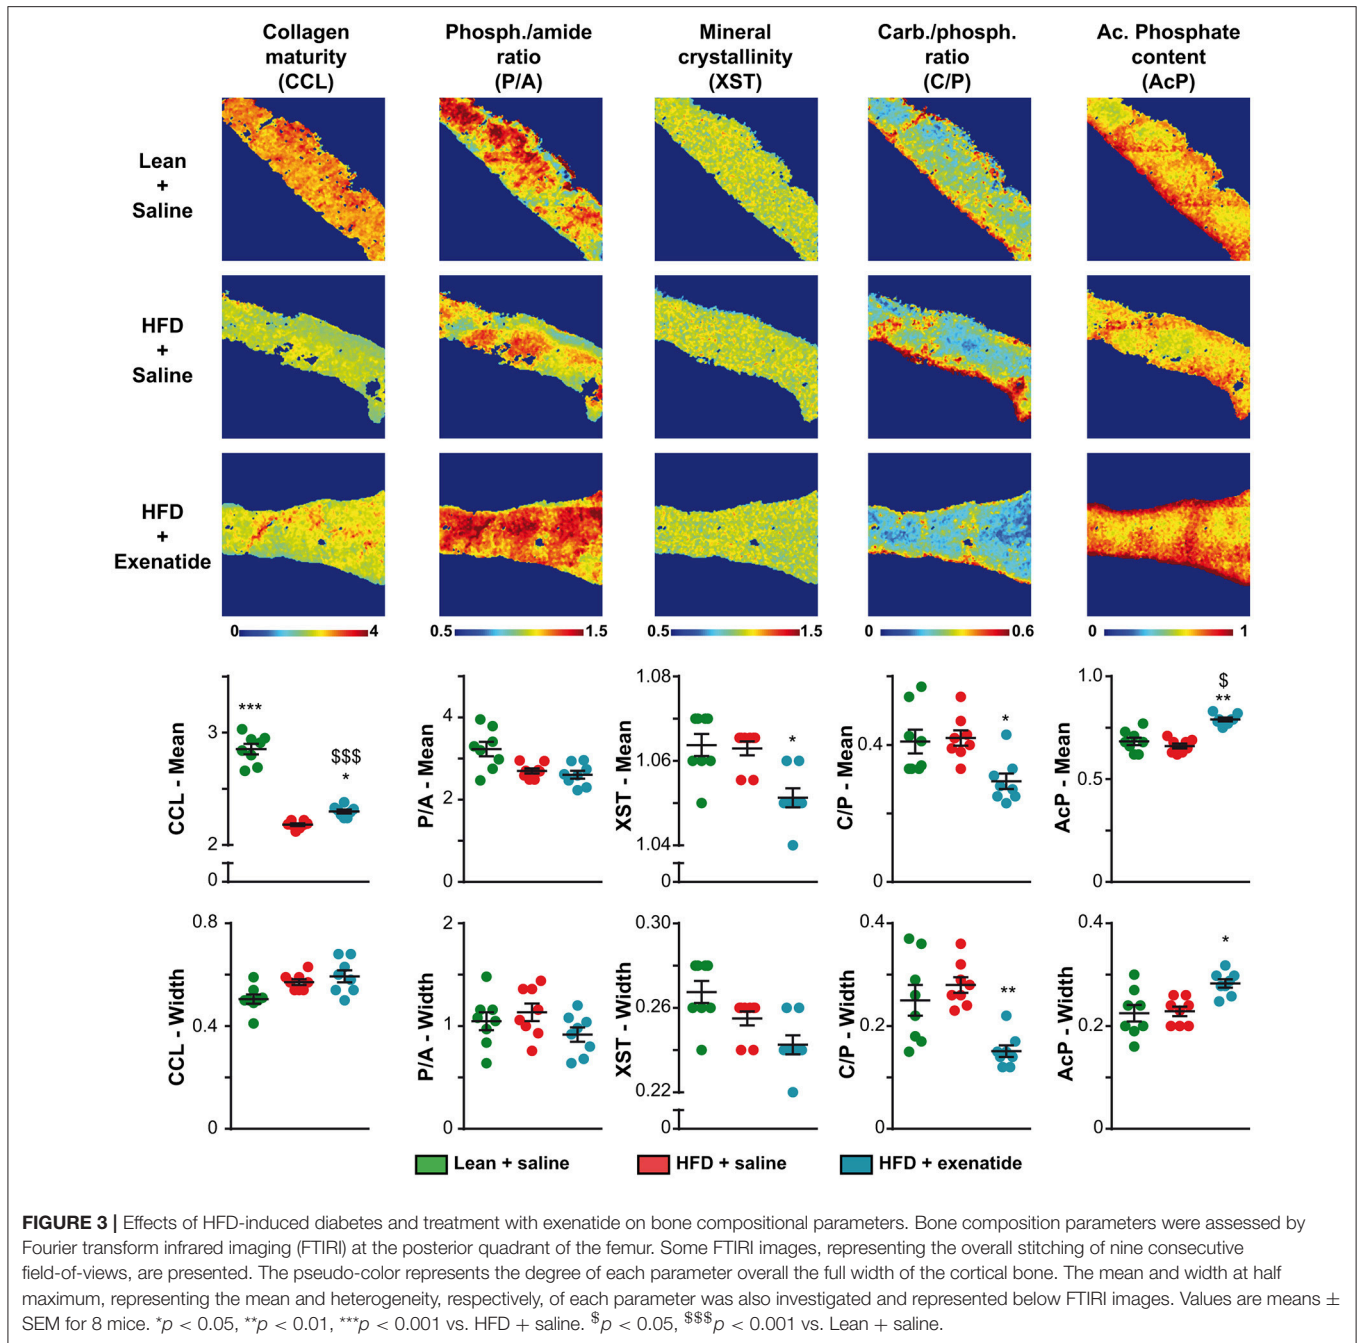 Collagen maturity (CCL)
Phosph./amide ratio (P/A)
Mineral crystallinity (XST)
Carb./phosph. ratio (C/P)
Ac. Phosphate content (AcP)
Lean
+
Saline
HFD
+
Saline
HFD
+
Exenatide
0 4
0.5 1.5
0.5 1.5
0 0.6
0 1
CCL - Mean
3
2
0
***
$$$
*
P/A - Mean
4
2
0
XST - Mean
1.08
1.06
1.04
0
*
C/P - Mean
0.4
0
*
AcP - Mean
1.0
0.5
0
$
**
CCL - Width
0.8
0.4
0
P/A - Width
2
1
0
XST - Width
0.30
0.26
0.22
0
C/P - Width
0.4
0.2
0
**
AcP - Width
0.4
0.2
0
*
Lean + saline
HFD + saline
HFD + exenatide
FIGURE 3 | Effects of HFD-induced diabetes and treatment with exenatide on bone compositional parameters. Bone composition parameters were assessed by
Fourier transform infrared imaging (FTIRI) at the posterior quadrant of the femur. Some FTIRI images, representing the overall stitching of nine consecutive
field-of-views, are presented. The pseudo-color represents the degree of each parameter overall the full width of the cortical bone. The mean and width at half
maximum, representing the mean and heterogeneity, respectively, of each parameter was also investigated and represented below FTIRI images. Values are means ±
SEM for 8 mice. *p < 0.05, **p < 0.01, ***p < 0.001 vs. HFD + saline. $p < 0.05, $$$p < 0.001 vs. Lean + saline.